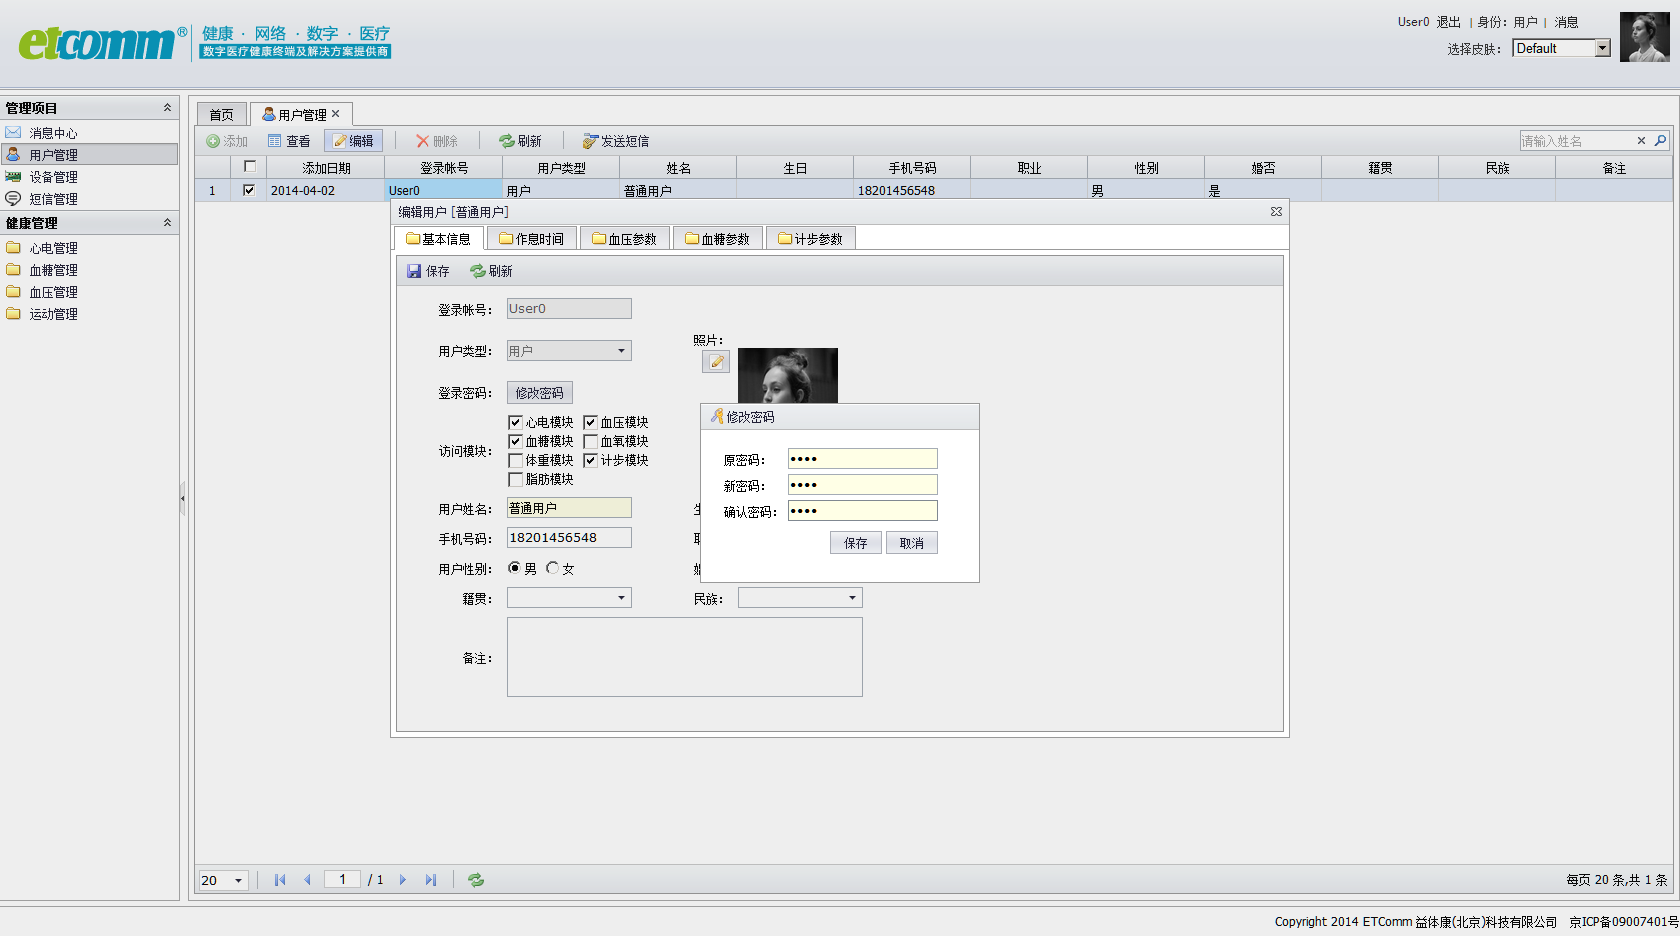 etcomm® 健康 · 网络 · 数字 · 医疗
数字医疗健康终端及解决方案提供商
User0 退出 | 身份: 用户 | 消息
选择皮肤: Default
管理项目
消息中心
用户管理
设备管理
短信管理
健康管理
心电管理
血糖管理
血压管理
运动管理
首页 用户管理
添加 查看 编辑 删除 刷新 发送短信 请输入姓名
添加日期 登录帐号 用户类型 姓名 生日 手机号码 职业 性别 婚否 籍贯 民族 备注
1 2014-04-02 User0 用户 普通用户 18201456548 男 是
编辑用户 [普通用户]
基本信息 作息时间 血压参数 血糖参数 计步参数
保存 刷新
登录帐号: User0
照片:
用户类型: 用户
登录密码: 修改密码
访问模块:
心电模块 血压模块
血糖模块 血氧模块
体重模块 计步模块
脂肪模块
用户姓名: 普通用户
手机号码: 18201456548
用户性别: 男 女
籍贯: 民族:
备注:
修改密码
原密码: ••••
新密码: ••••
确认密码: ••••
保存 取消
20 1 / 1 每页 20 条,共 1 条
Copyright 2014 ETComm 益体康(北京)科技有限公司 京ICP备09007401号